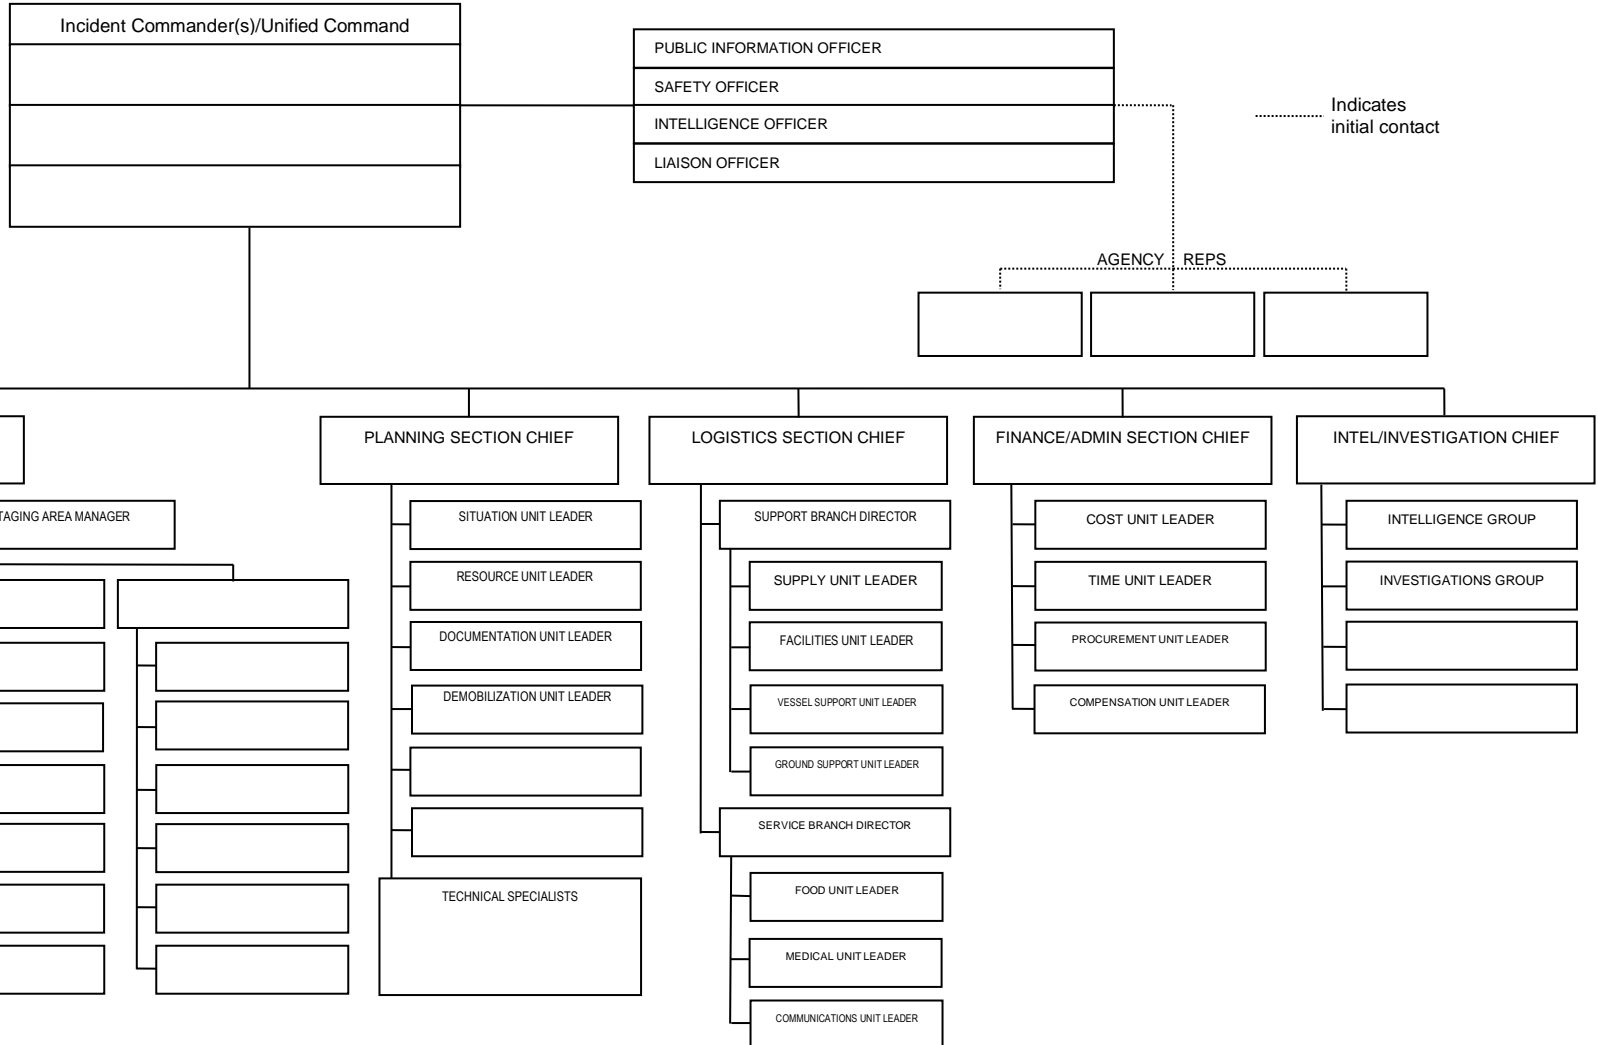 Incident Commander(s)/Unified Command
PUBLIC INFORMATION OFFICER
SAFETY OFFICER
INTELLIGENCE OFFICER
LIAISON OFFICER
Indicates
initial contact
AGENCY REPS
PLANNING SECTION CHIEF
LOGISTICS SECTION CHIEF
FINANCE/ADMIN SECTION CHIEF
INTEL/INVESTIGATION CHIEF
TAGING AREA MANAGER
SITUATION UNIT LEADER
RESOURCE UNIT LEADER
DOCUMENTATION UNIT LEADER
DEMOBILIZATION UNIT LEADER
TECHNICAL SPECIALISTS
SUPPORT BRANCH DIRECTOR
SUPPLY UNIT LEADER
FACILITIES UNIT LEADER
VESSEL SUPPORT UNIT LEADER
GROUND SUPPORT UNIT LEADER
SERVICE BRANCH DIRECTOR
FOOD UNIT LEADER
MEDICAL UNIT LEADER
COMMUNICATIONS UNIT LEADER
COST UNIT LEADER
TIME UNIT LEADER
PROCUREMENT UNIT LEADER
COMPENSATION UNIT LEADER
INTELLIGENCE GROUP
INVESTIGATIONS GROUP